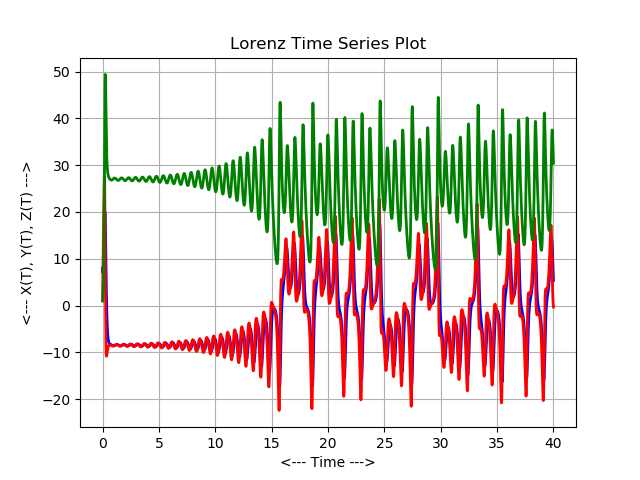 Lorenz Time Series Plot
<--- X(T), Y(T), Z(T) --->
50
40
30
20
10
0
−10
−20
0 5 10 15 20 25 30 35 40
<--- Time --->